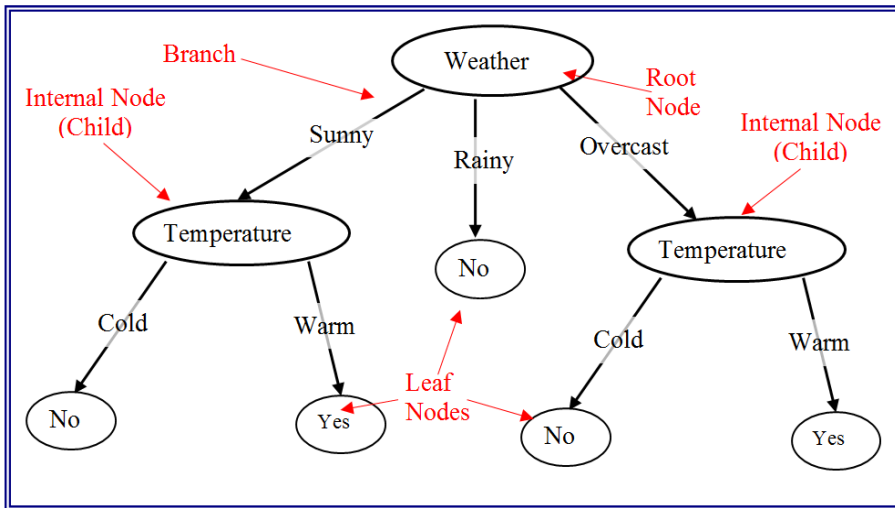 Branch
Weather
Root
Node
Internal Node
(Child)
Internal Node
(Child)
Sunny
Rainy
Overcast
Temperature
No
Temperature
Cold
Warm
Cold
Warm
Leaf
Nodes
No
Yes
No
Yes